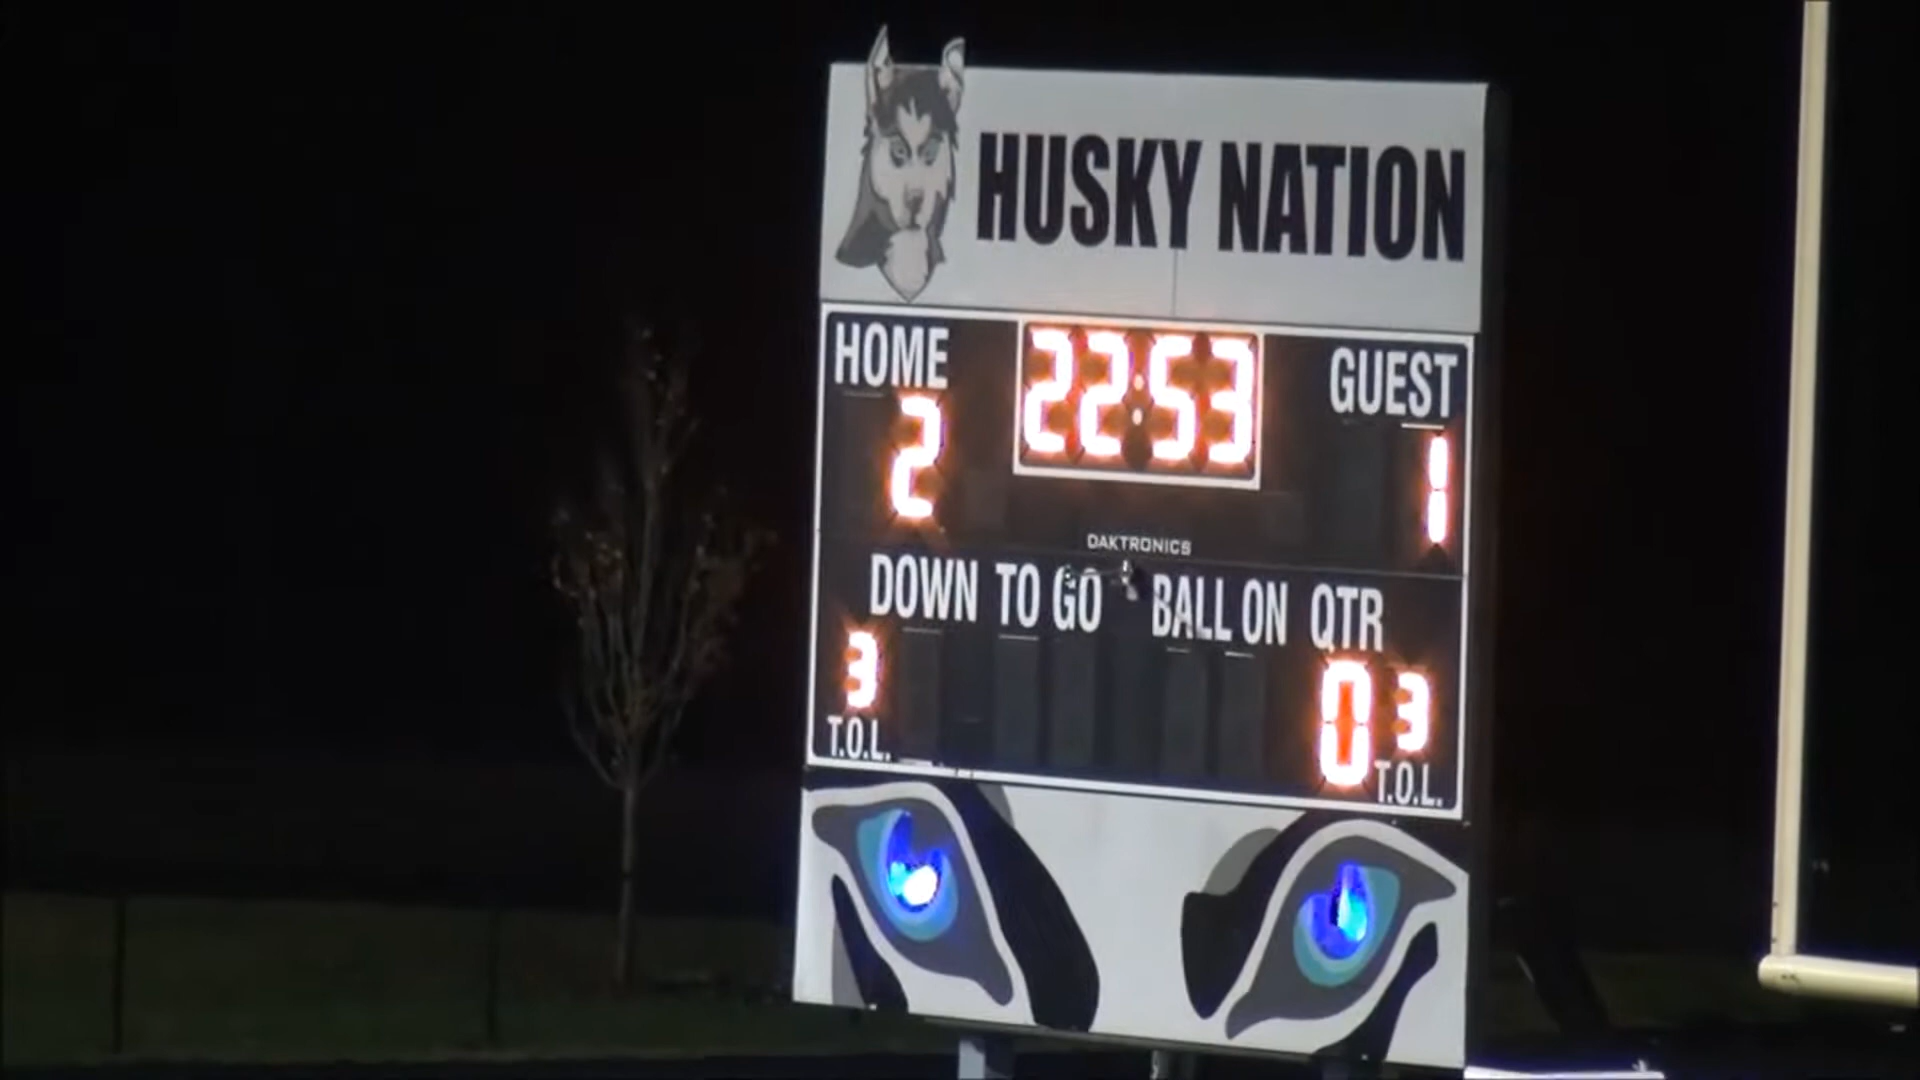 HUSKY NATION
HOME 22:53 GUEST
2 1
DAKTRONICS
DOWN TO GO BALL ON QTR
3 0 3
T.O.L. T.O.L.